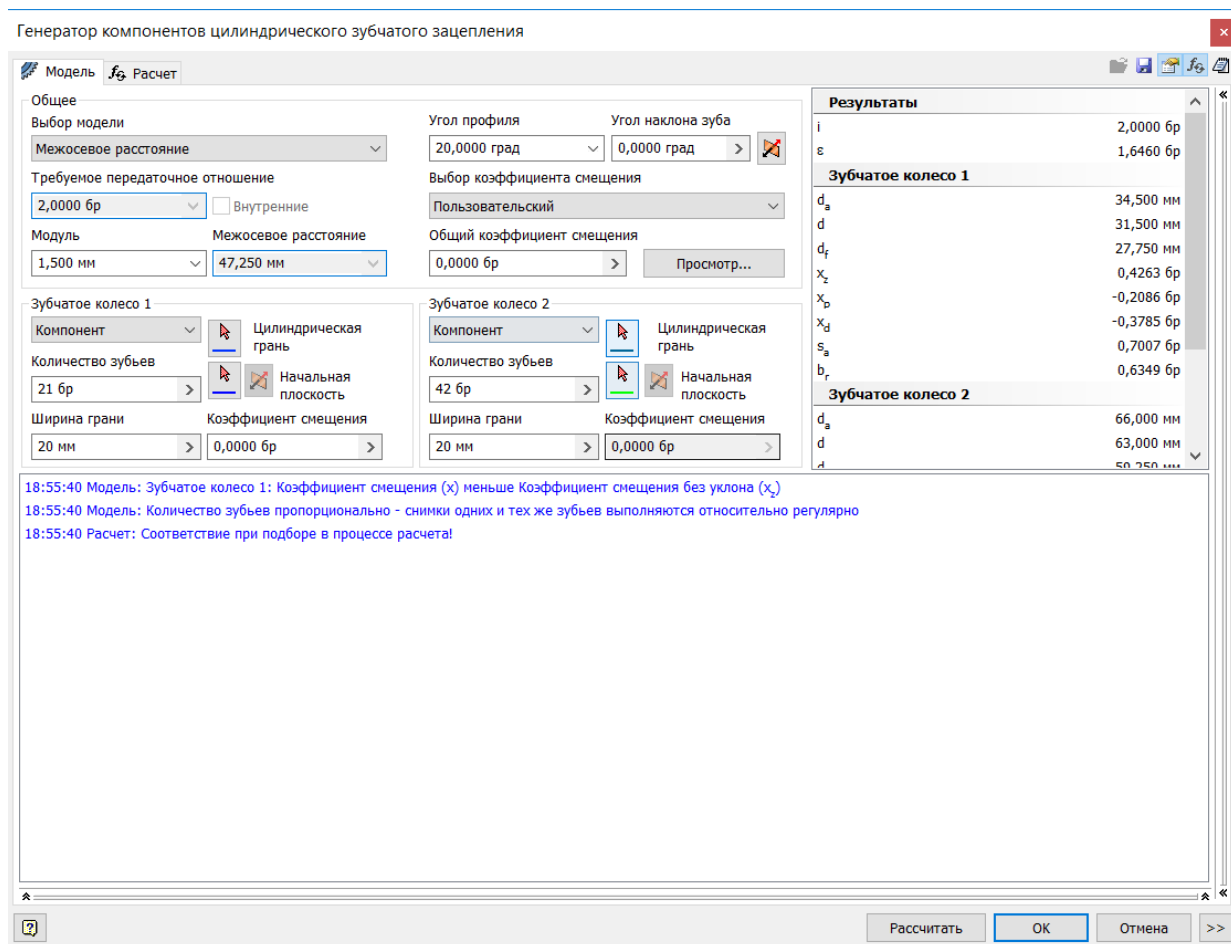 Генератор компонентов цилиндрического зубчатого зацепления
Модель
Расчет
Общее
Выбор модели
Межосевое расстояние
Требуемое передаточное отношение
2,0000 бр
Внутренние
Модуль
Межосевое расстояние
1,500 мм
47,250 мм
Угол профиля
Угол наклона зуба
20,0000 град
0,0000 град
Выбор коэффициента смещения
Пользовательский
Общий коэффициент смещения
0,0000 бр
Просмотр...
Зубчатое колесо 1
Компонент
Цилиндрическая
грань
Количество зубьев
21 бр
Начальная
плоскость
Ширина грани
Коэффициент смещения
20 мм
0,0000 бр
Зубчатое колесо 2
Компонент
Цилиндрическая
грань
Количество зубьев
42 бр
Начальная
плоскость
Ширина грани
Коэффициент смещения
20 мм
0,0000 бр
Результаты
i 2,0000 бр
ε 1,6460 бр
Зубчатое колесо 1
da 34,500 мм
d 31,500 мм
df 27,750 мм
xz 0,4263 бр
xp -0,2086 бр
xd -0,3785 бр
sa 0,7007 бр
br 0,6349 бр
Зубчатое колесо 2
da 66,000 мм
d 63,000 мм
d 59,250 мм
18:55:40 Модель: Зубчатое колесо 1: Коэффициент смещения (x) меньше Коэффициент смещения без уклона (xz)
18:55:40 Модель: Количество зубьев пропорционально - снимки одних и тех же зубьев выполняются относительно регулярно
18:55:40 Расчет: Соответствие при подборе в процессе расчета!
Рассчитать
ОК
Отмена
>>